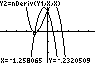 Y2=nDeriv(Y1,X,X)
X=-1.258065
Y=-.2320509